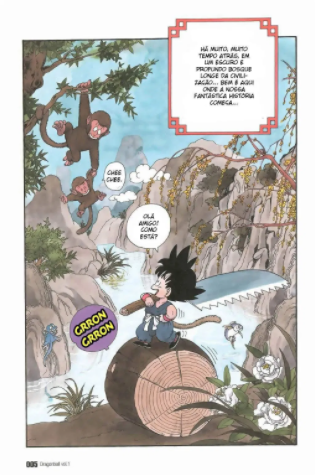 HÁ MUITO, MUITO
TEMPO ATRÁS, EM
UM ESCURO E
PROFUNDO BOSQUE
LONGE DA CIVILI-
ZAÇÃO... BEM É AQUI
ONDE A NOSSA
FANTÁSTICA HISTÓRIA
COMEÇA...
CHEE
CHEE.
OLÁ
AMIGO!
COMO
ESTÁ?
GRRON
GRRON
Dragonball vol.1